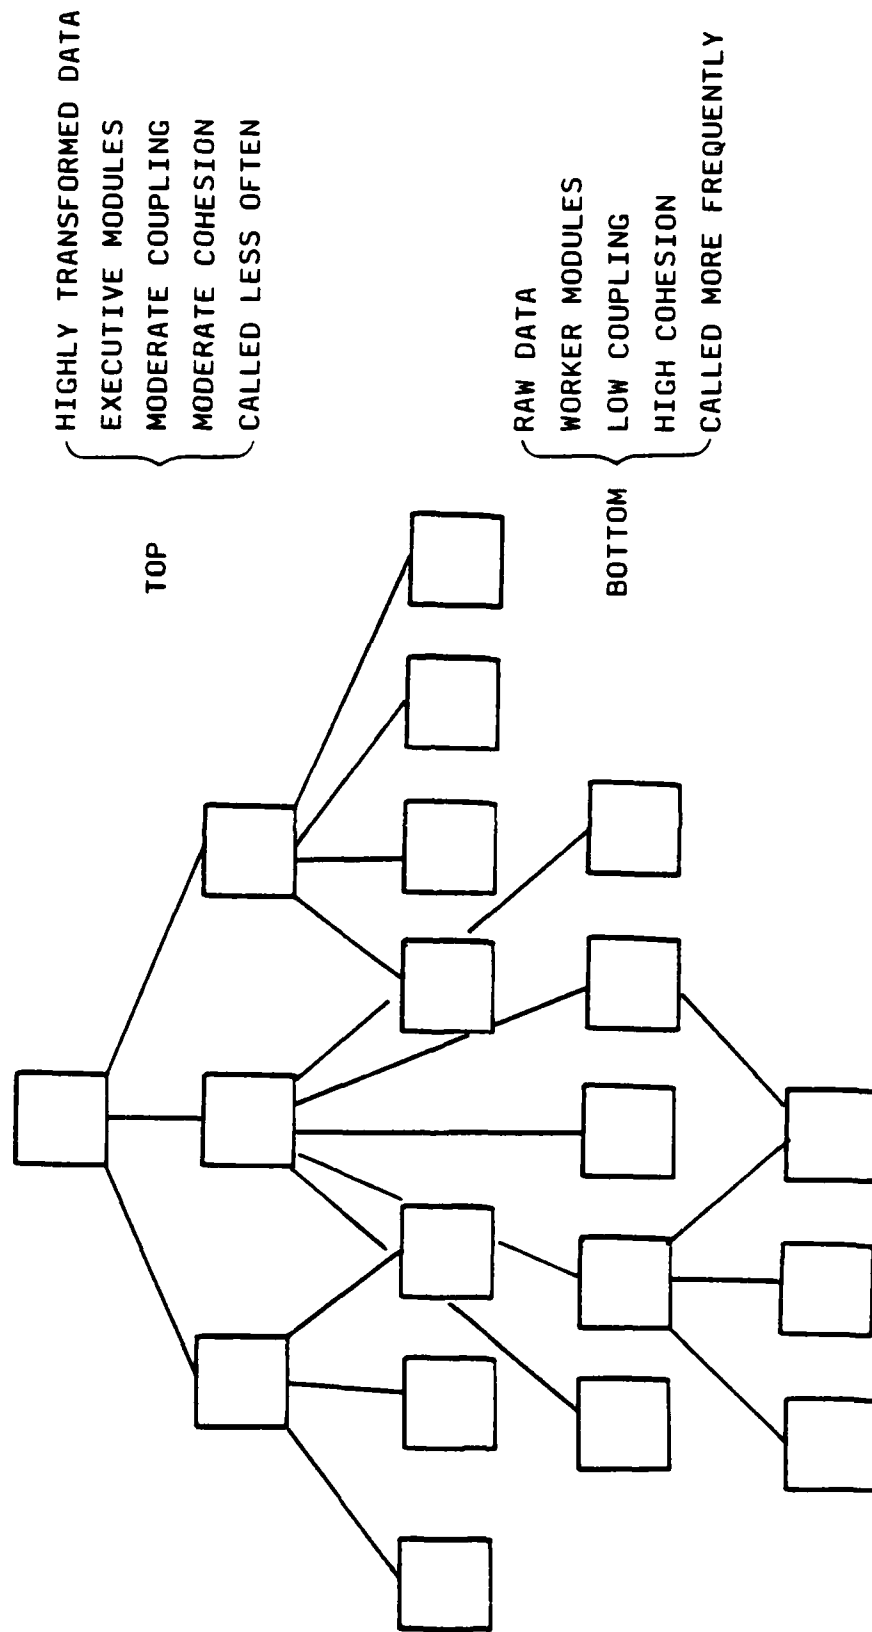 TOP
HIGHLY TRANSFORMED DATA
EXECUTIVE MODULES
MODERATE COUPLING
MODERATE COHESION
CALLED LESS OFTEN
BOTTOM
RAW DATA
WORKER MODULES
LOW COUPLING
HIGH COHESION
CALLED MORE FREQUENTLY